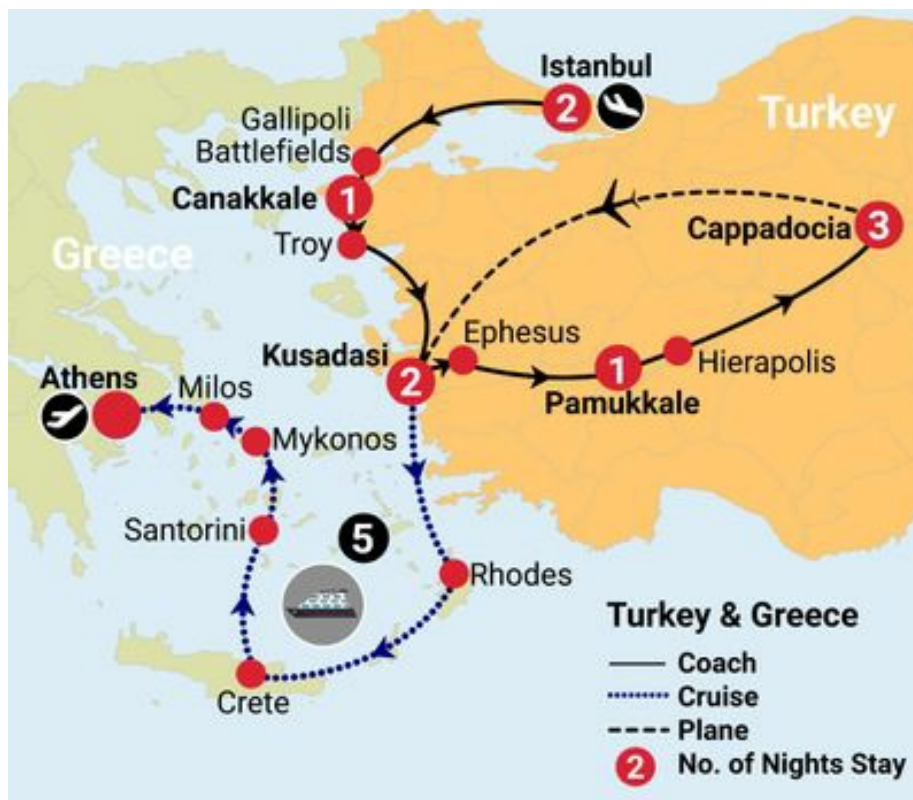 Istanbul
2
Turkey
Gallipoli
Battlefields
Canakkale
1
Troy
Greece
Cappadocia
3
Kusadasi
2
Ephesus
1
Hierapolis
Pamukkale
Athens
Milos
Mykonos
Santorini
5
Rhodes
Crete
Turkey & Greece
Coach
Cruise
Plane
2 No. of Nights Stay